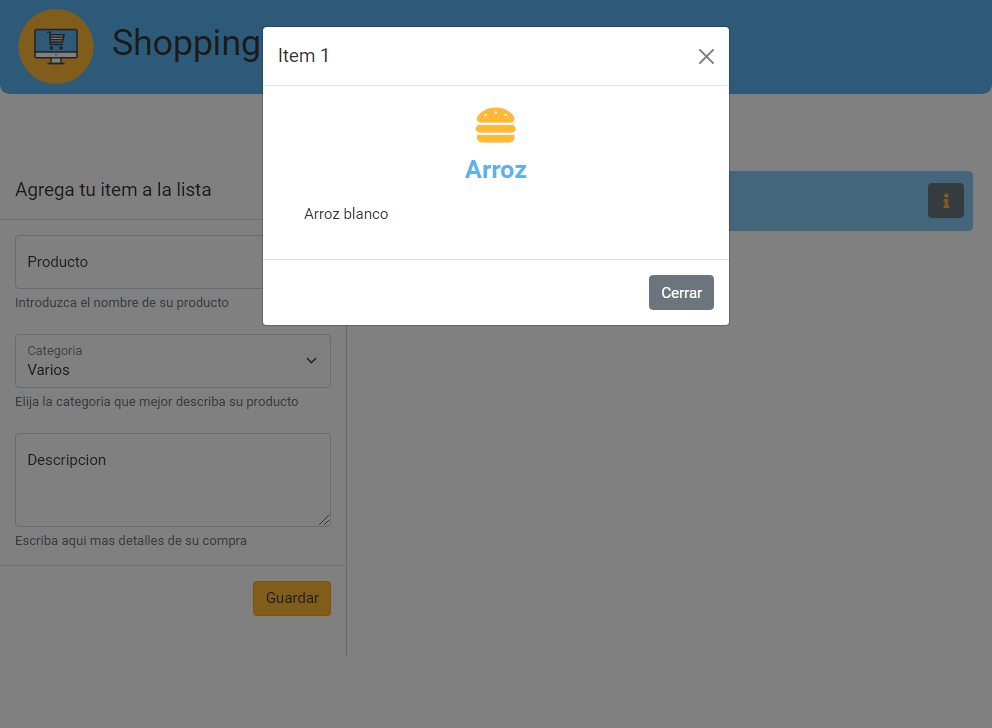 Shopping
Item 1
Arroz
Arroz blanco
Cerrar
Agrega tu item a la lista
Producto
Introduzca el nombre de su producto
Categoria
Varios
Elija la categoria que mejor describa su producto
Descripcion
Escriba aqui mas detalles de su compra
Guardar